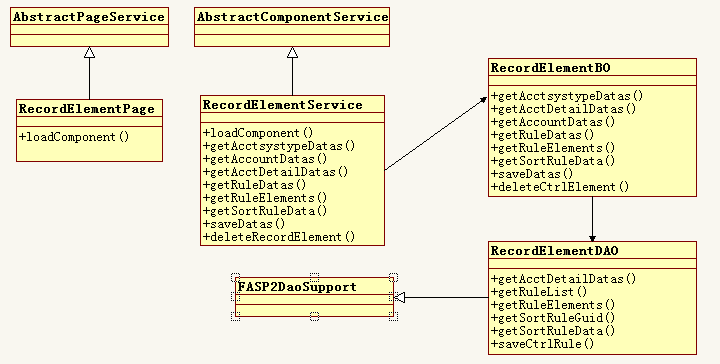 AbstractPageService
AbstractComponentService
RecordElementPage
+loadComponent()
RecordElementService
+loadComponent()
+getAcctsystypeDatas()
+getAccountDatas()
+getAcctDetailDatas()
+getRuleDatas()
+getRuleElements()
+getSortRuleData()
+saveDatas()
+deleteRecordElement()
RecordElementBO
+getAcctsystypeDatas()
+getAcctDetailDatas()
+getAccountDatas()
+getRuleDatas()
+getRuleElements()
+getSortRuleData()
+saveDatas()
+deleteCtrlElement()
RecordElementDAO
+getAcctDetailDatas()
+getRuleList()
+getRuleElements()
+getSortRuleGuid()
+getSortRuleData()
+saveCtrlRule()
FASP2DaoSupport